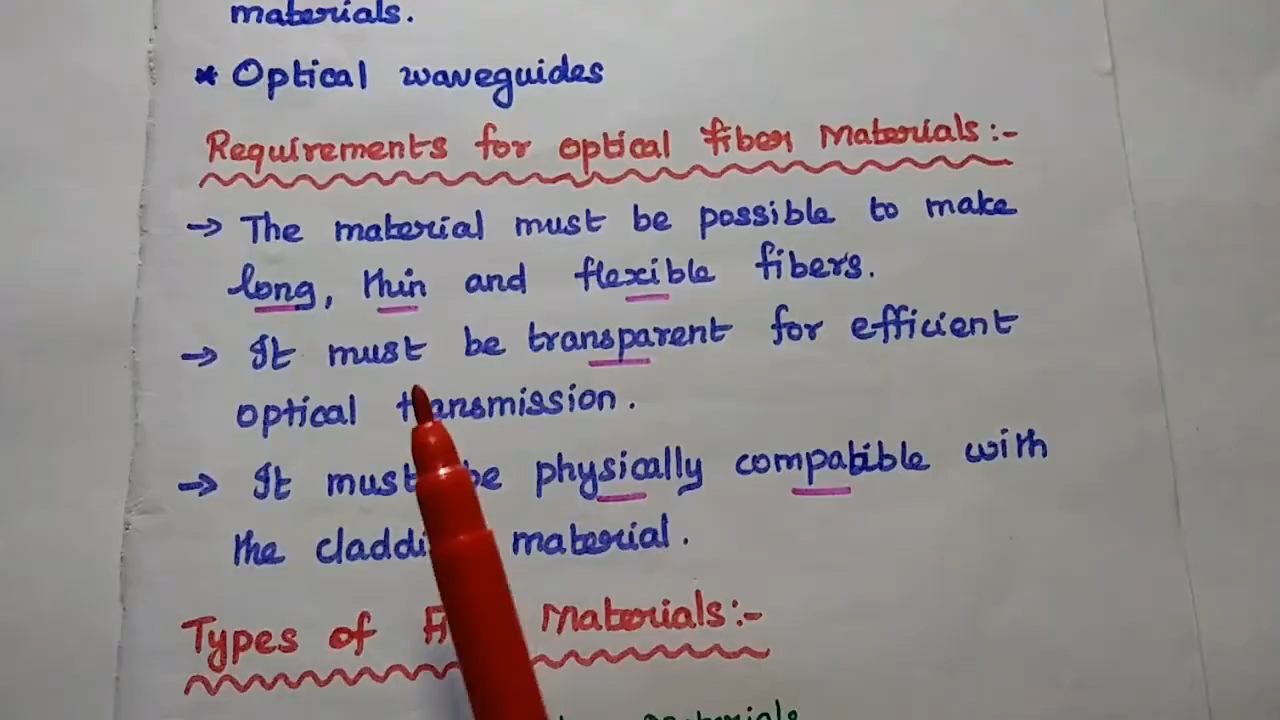 materials.
* Optical waveguides
Requirements for optical fiber Materials:-
→ The material must be possible to make
long, thin and flexible fibers.
→ It must be transparent for efficient
optical transmission.
→ It must be physically compatible with
the cladding material.
Types of Materials:-